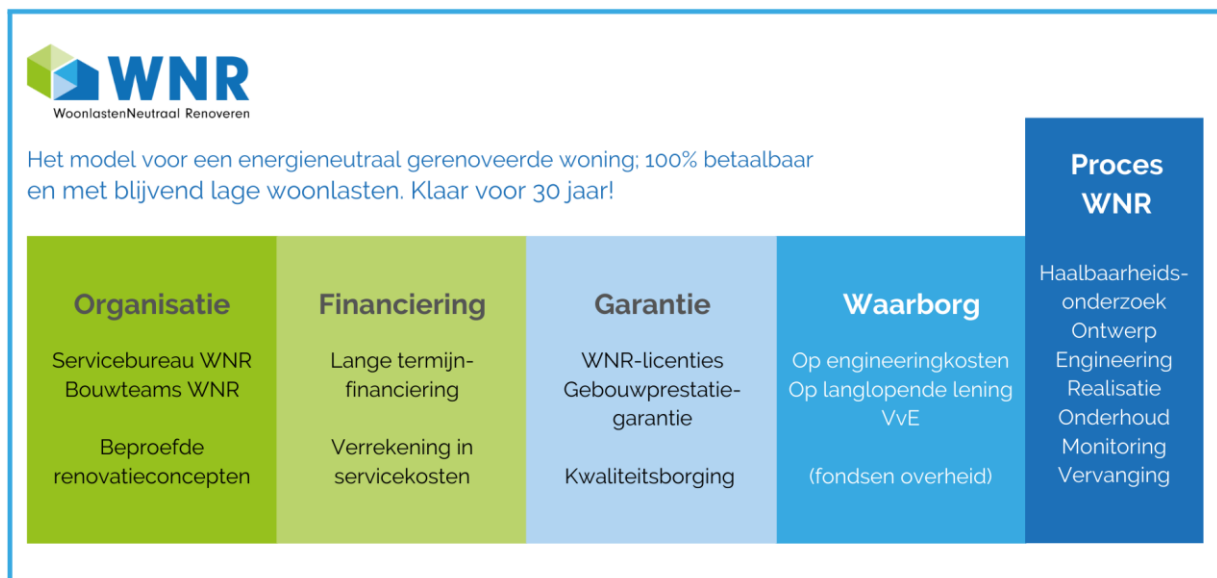 WNR
WoonlastenNeutraal Renoveren
Het model voor een energieneutraal gerenoveerde woning; 100% betaalbaar
en met blijvend lage woonlasten. Klaar voor 30 jaar!
Organisatie
Servicebureau WNR
Bouwteams WNR
Beproefde
renovatieconcepten
Financiering
Lange termijn-
financiering
Verrekening in
servicekosten
Garantie
WNR-licenties
Gebouwprestatie-
garantie
Kwaliteitsborging
Waarborg
Op engineeringkosten
Op langlopende lening
VvE
(fondsen overheid)
Proces
WNR
Haalbaarheids-
onderzoek
Ontwerp
Engineering
Realisatie
Onderhoud
Monitoring
Vervanging